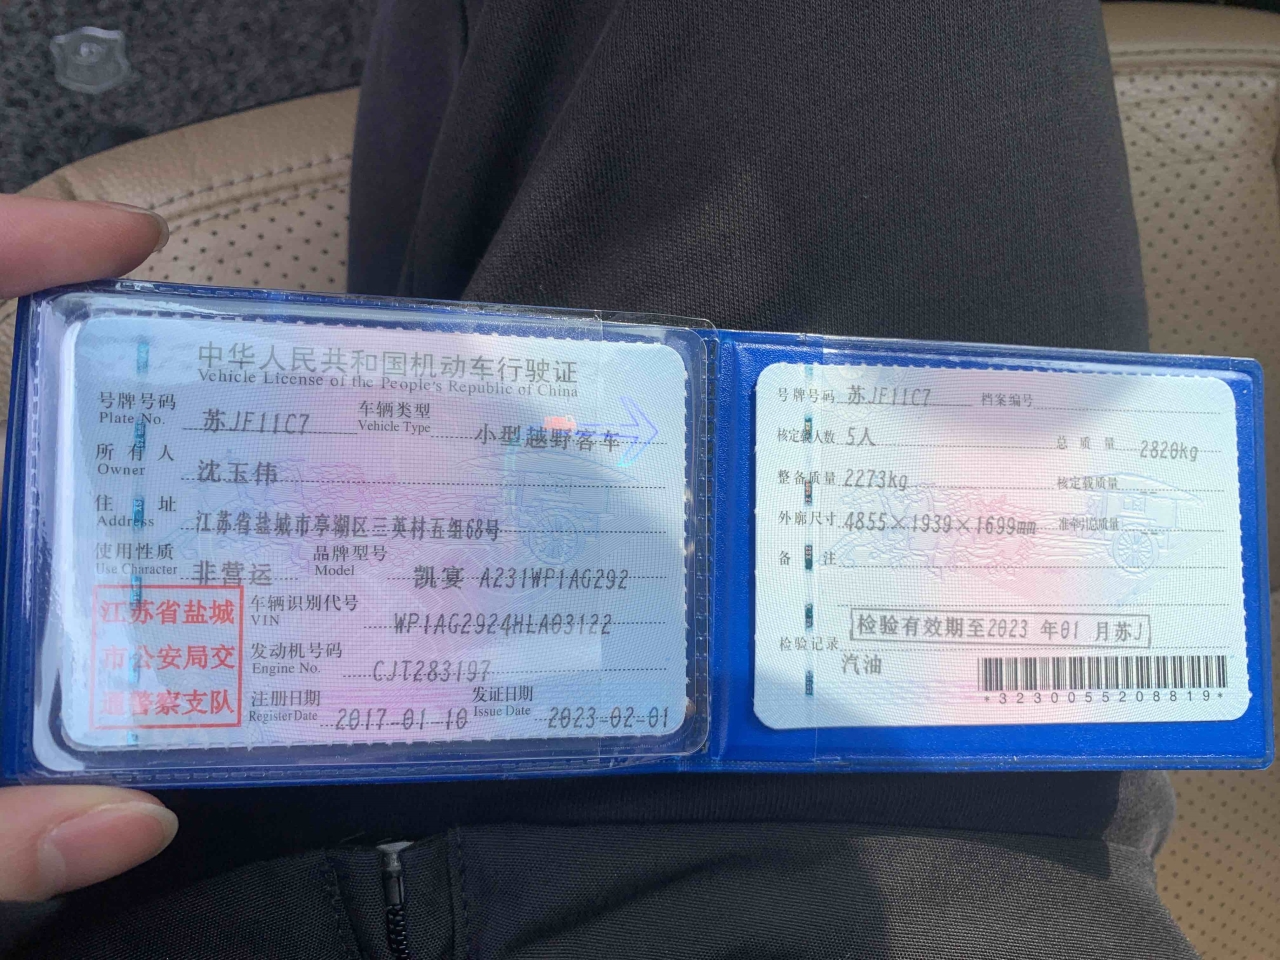 中华人民共和国机动车行驶证
Vehicle License of the People's Republic of China
号牌号码 苏JF11C7 车辆类型 小型越野客车
Plate No. Vehicle Type
所有人 沈玉伟
Owner
住址 江苏省盐城市亭湖区三英村五组68号
Address
使用性质 非营运 品牌型号 凯宴 A231WP1AG292
Use Character Model
江苏省盐城
市公安局交
通警察支队
车辆识别代号 WP1AG2924HLA03122
VIN
发动机号码 CJT283197
Engine No.
注册日期 2017-01-10 发证日期 2023-02-01
Register Date Issue Date
号牌号码 苏JF11C7 档案编号
核定载人数 5人 总质量 2820kg
整备质量 2273kg 核定载质量 --
外廓尺寸 4855×1939×1699mm 准牵引总质量 --
备注
检验有效期至2023 年01 月苏J
检验记录
汽油
*3230055208819*